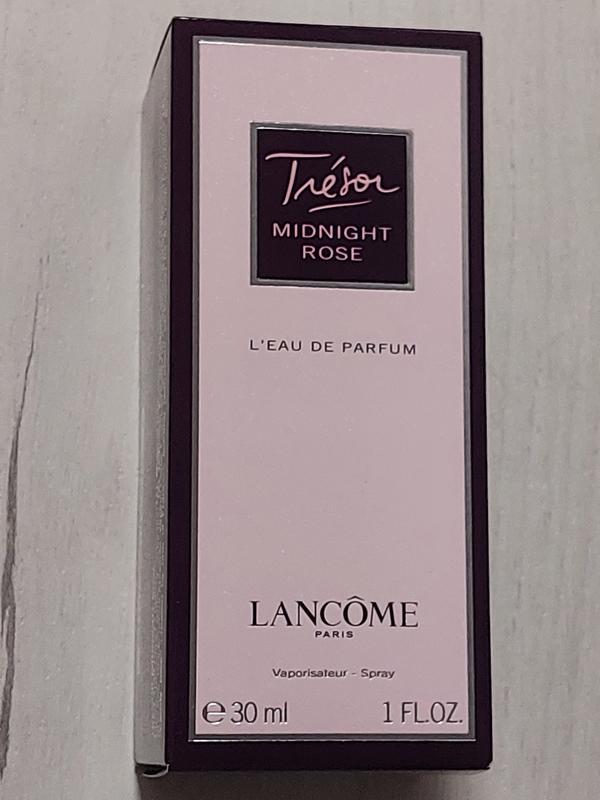 Trésor
MIDNIGHT
ROSE
L'EAU DE PARFUM
LANCÔME
PARIS
Vaporisateur - Spray
℮ 30 ml 1 FL.OZ.